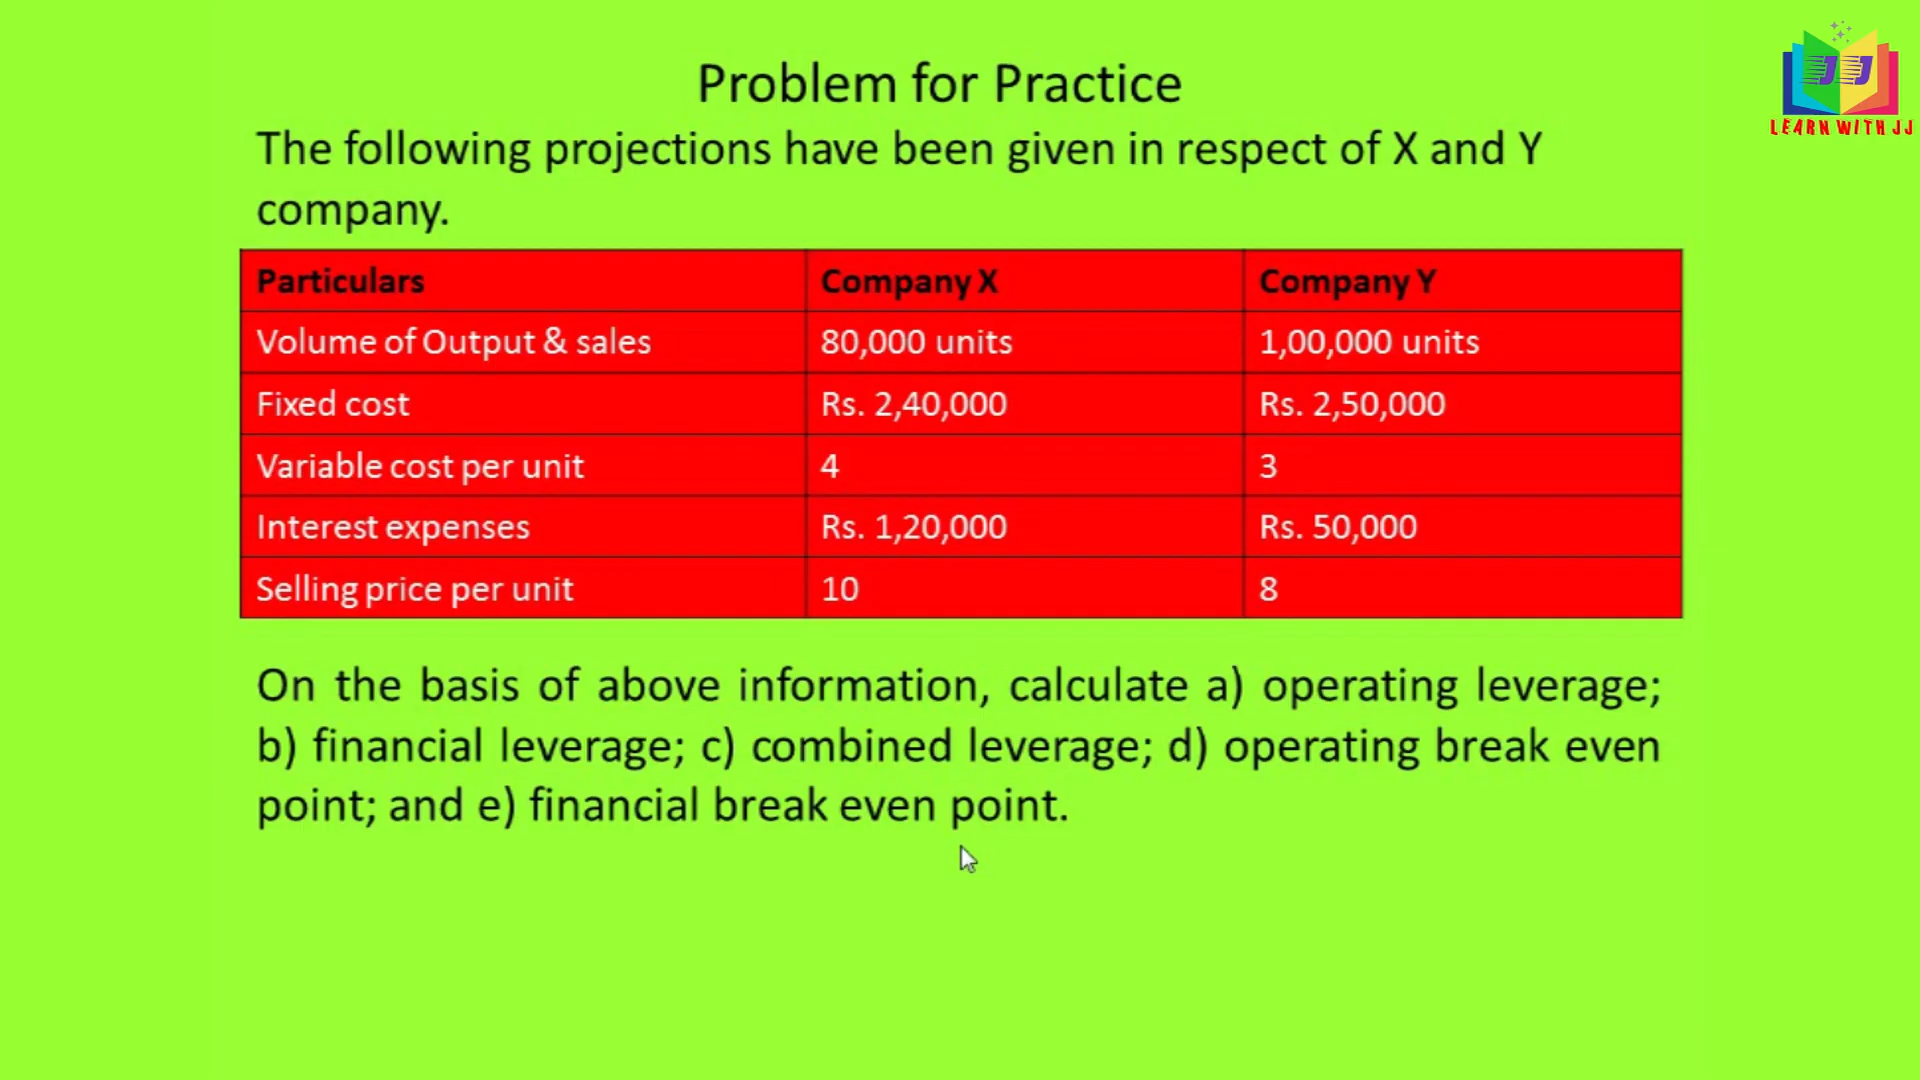 Problem for Practice
The following projections have been given in respect of X and Y
company.
Particulars Company X Company Y
Volume of Output & sales 80,000 units 1,00,000 units
Fixed cost Rs. 2,40,000 Rs. 2,50,000
Variable cost per unit 4 3
Interest expenses Rs. 1,20,000 Rs. 50,000
Selling price per unit 10 8
On the basis of above information, calculate a) operating leverage;
b) financial leverage; c) combined leverage; d) operating break even
point; and e) financial break even point.
JJ
LEARN WITH JJ